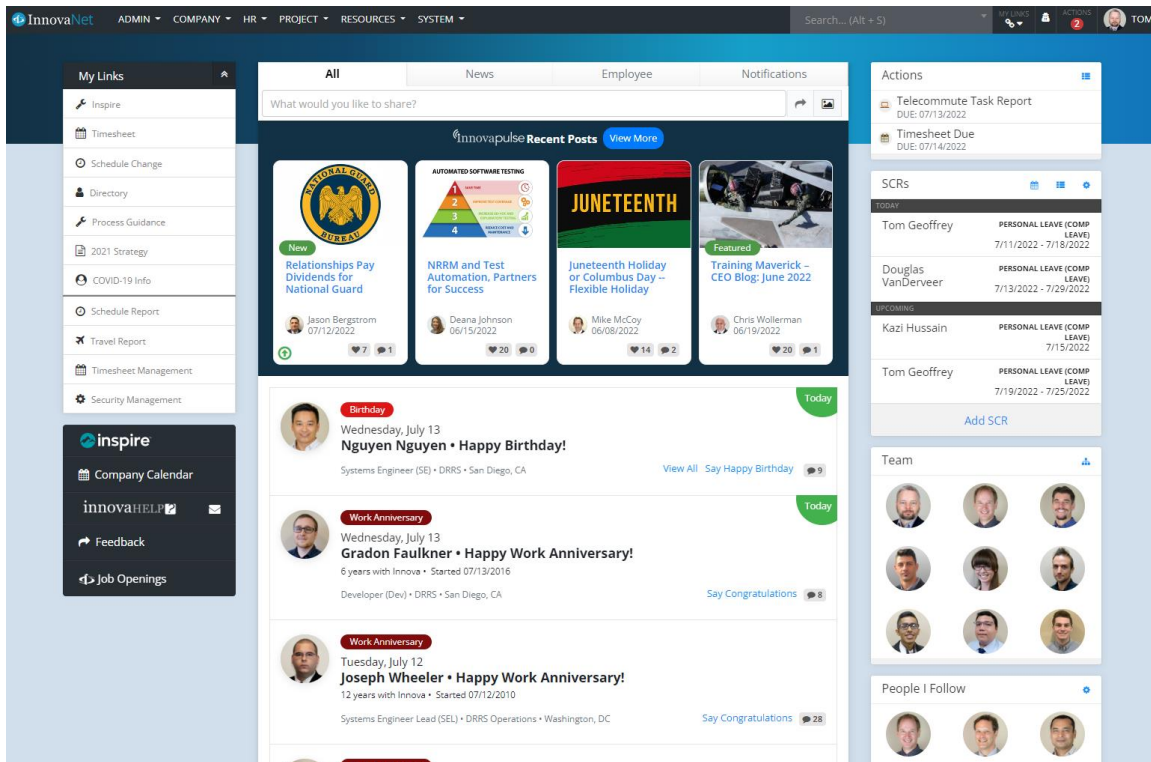 InnovaNet
ADMIN COMPANY HR PROJECT RESOURCES SYSTEM
Search... (Alt + S)
MY LINKS
ACTIONS
2
TOM
My Links
Inspire
Timesheet
Schedule Change
Directory
Process Guidance
2021 Strategy
COVID-19 Info
Schedule Report
Travel Report
Timesheet Management
Security Management
inspire
Company Calendar
innovaHELP?
Feedback
Job Openings
All News Employee Notifications
What would you like to share?
Innovapulse Recent Posts View More
NATIONAL GUARD
BUREAU
New
Relationships Pay
Dividends for
National Guard
Jason Bergstrom
07/12/2022
7 1
AUTOMATED SOFTWARE TESTING
1
2
3
4
NRRM and Test
Automation, Partners
for Success
Deana Johnson
06/15/2022
20 0
JUNETEENTH
Juneteenth Holiday
or Columbus Day --
Flexible Holiday
Mike McCoy
06/08/2022
14 2
Featured
Training Maverick –
CEO Blog: June 2022
Chris Wollerman
06/19/2022
20 1
Birthday
Today
Wednesday, July 13
Nguyen Nguyen • Happy Birthday!
Systems Engineer (SE) • DRRS • San Diego, CA
View All Say Happy Birthday 9
Work Anniversary
Today
Wednesday, July 13
Gradon Faulkner • Happy Work Anniversary!
6 years with Innova • Started 07/13/2016
Developer (Dev) • DRRS • San Diego, CA
Say Congratulations 8
Work Anniversary
Tuesday, July 12
Joseph Wheeler • Happy Work Anniversary!
12 years with Innova • Started 07/12/2010
Systems Engineer Lead (SEL) • DRRS Operations • Washington, DC
Say Congratulations 28
Actions
Telecommute Task Report
DUE: 07/13/2022
Timesheet Due
DUE: 07/14/2022
SCRs
TODAY
Tom Geoffrey
PERSONAL LEAVE (COMP
LEAVE)
7/11/2022 - 7/18/2022
Douglas
VanDerveer
PERSONAL LEAVE (COMP
LEAVE)
7/13/2022 - 7/29/2022
UPCOMING
Kazi Hussain
PERSONAL LEAVE (COMP
LEAVE)
7/15/2022
Tom Geoffrey
PERSONAL LEAVE (COMP
LEAVE)
7/19/2022 - 7/25/2022
Add SCR
Team
People I Follow